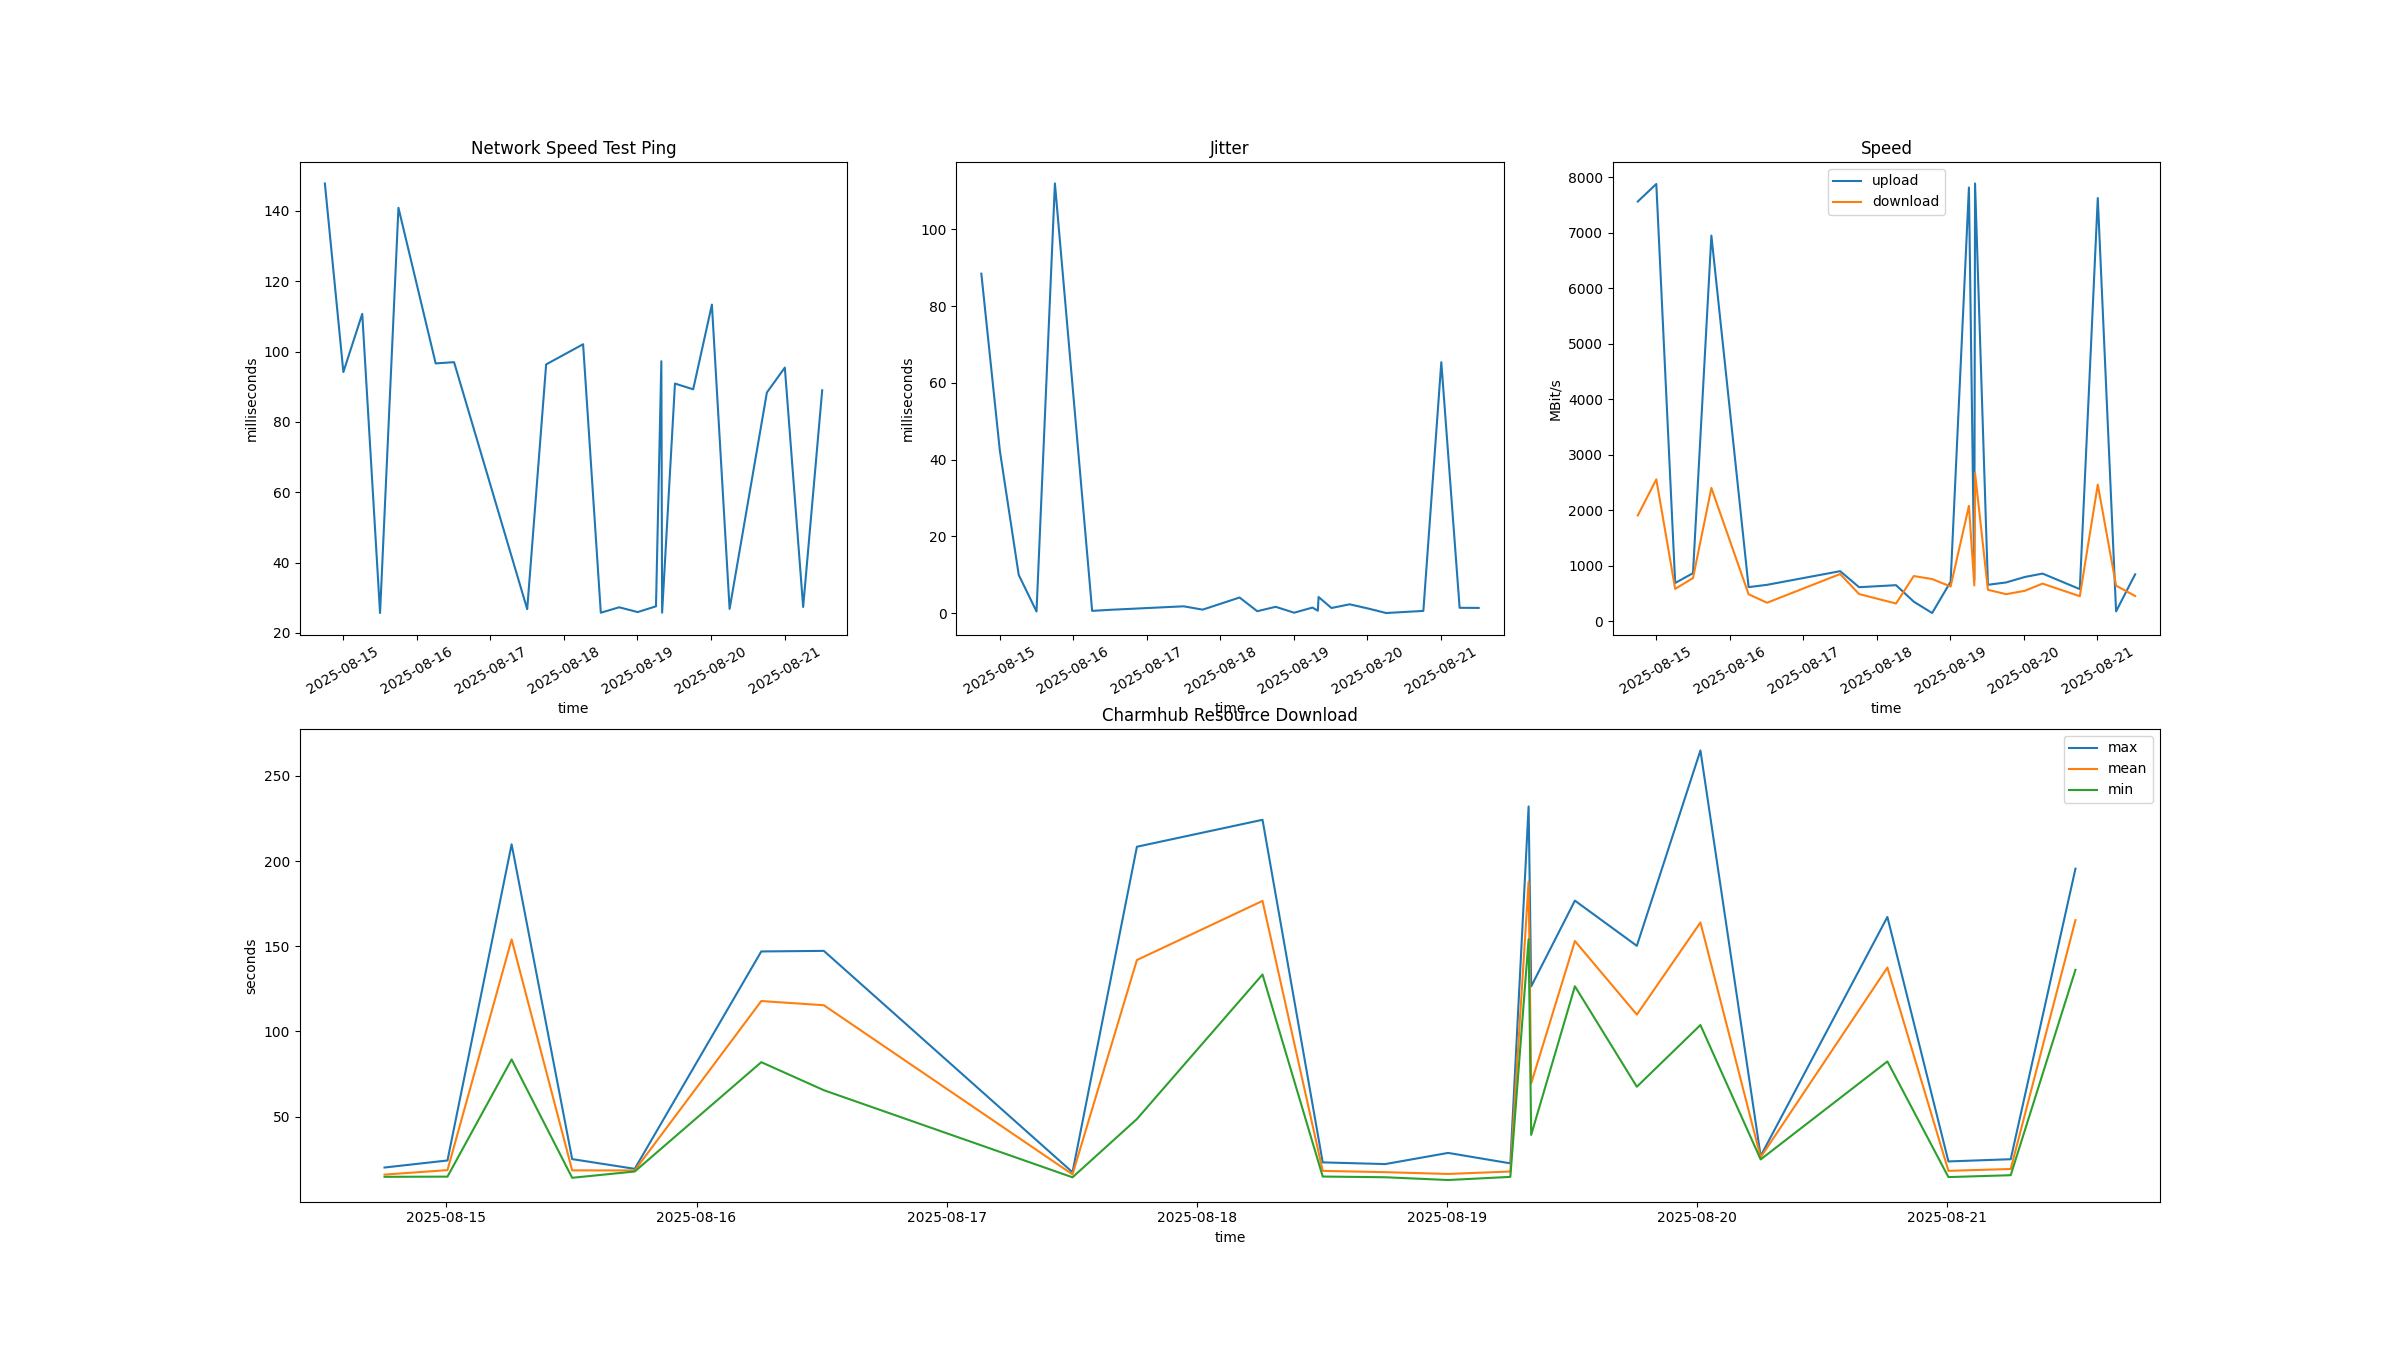 Network Speed Test Ping
milliseconds
140
120
100
80
60
40
20
2025-08-15 2025-08-16 2025-08-17 2025-08-18 2025-08-19 2025-08-20 2025-08-21
time
Jitter
milliseconds
100
80
60
40
20
0
2025-08-15 2025-08-16 2025-08-17 2025-08-18 2025-08-19 2025-08-20 2025-08-21
time
Speed
upload
download
MBit/s
8000
7000
6000
5000
4000
3000
2000
1000
0
2025-08-15 2025-08-16 2025-08-17 2025-08-18 2025-08-19 2025-08-20 2025-08-21
time
Charmhub Resource Download
max
mean
min
seconds
250
200
150
100
50
2025-08-15 2025-08-16 2025-08-17 2025-08-18 2025-08-19 2025-08-20 2025-08-21
time